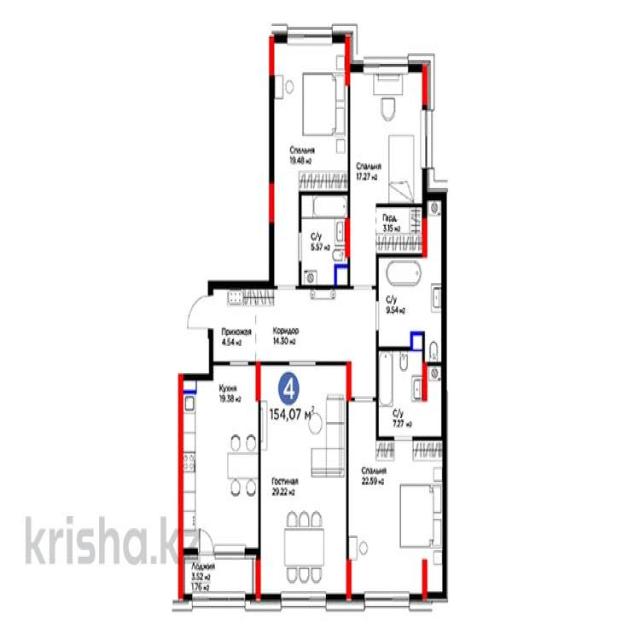 Спальня
19.48 м2
Спальня
17.27 м2
С/у
5.57 м2
Гард.
3.15 м2
С/у
9.54 м2
Прихожая
4.54 м2
Коридор
14.30 м2
4
154,07 м²
Кухня
19.38 м2
С/у
7.27 м2
Гостиная
29.22 м2
Спальня
22.59 м2
krisha.kz
Лоджия
3.52 м2
1.76 м2